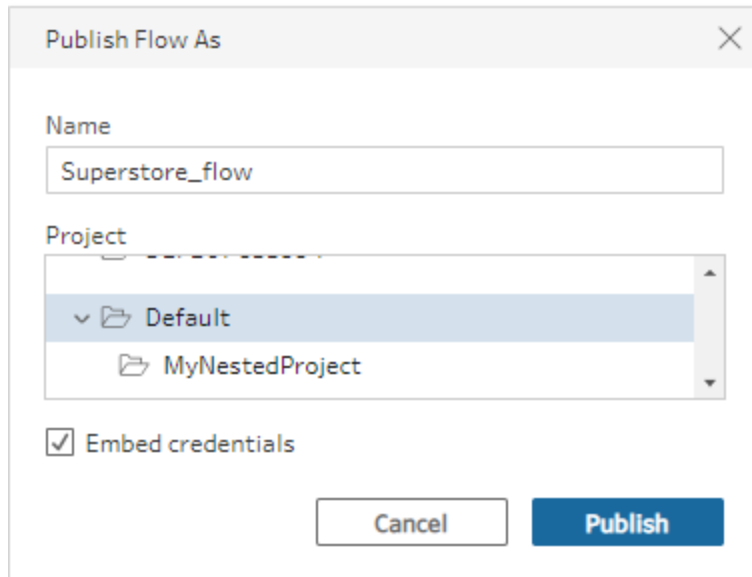 Publish Flow As
Name
Superstore_flow
Project
Default
MyNestedProject
Embed credentials
Cancel
Publish